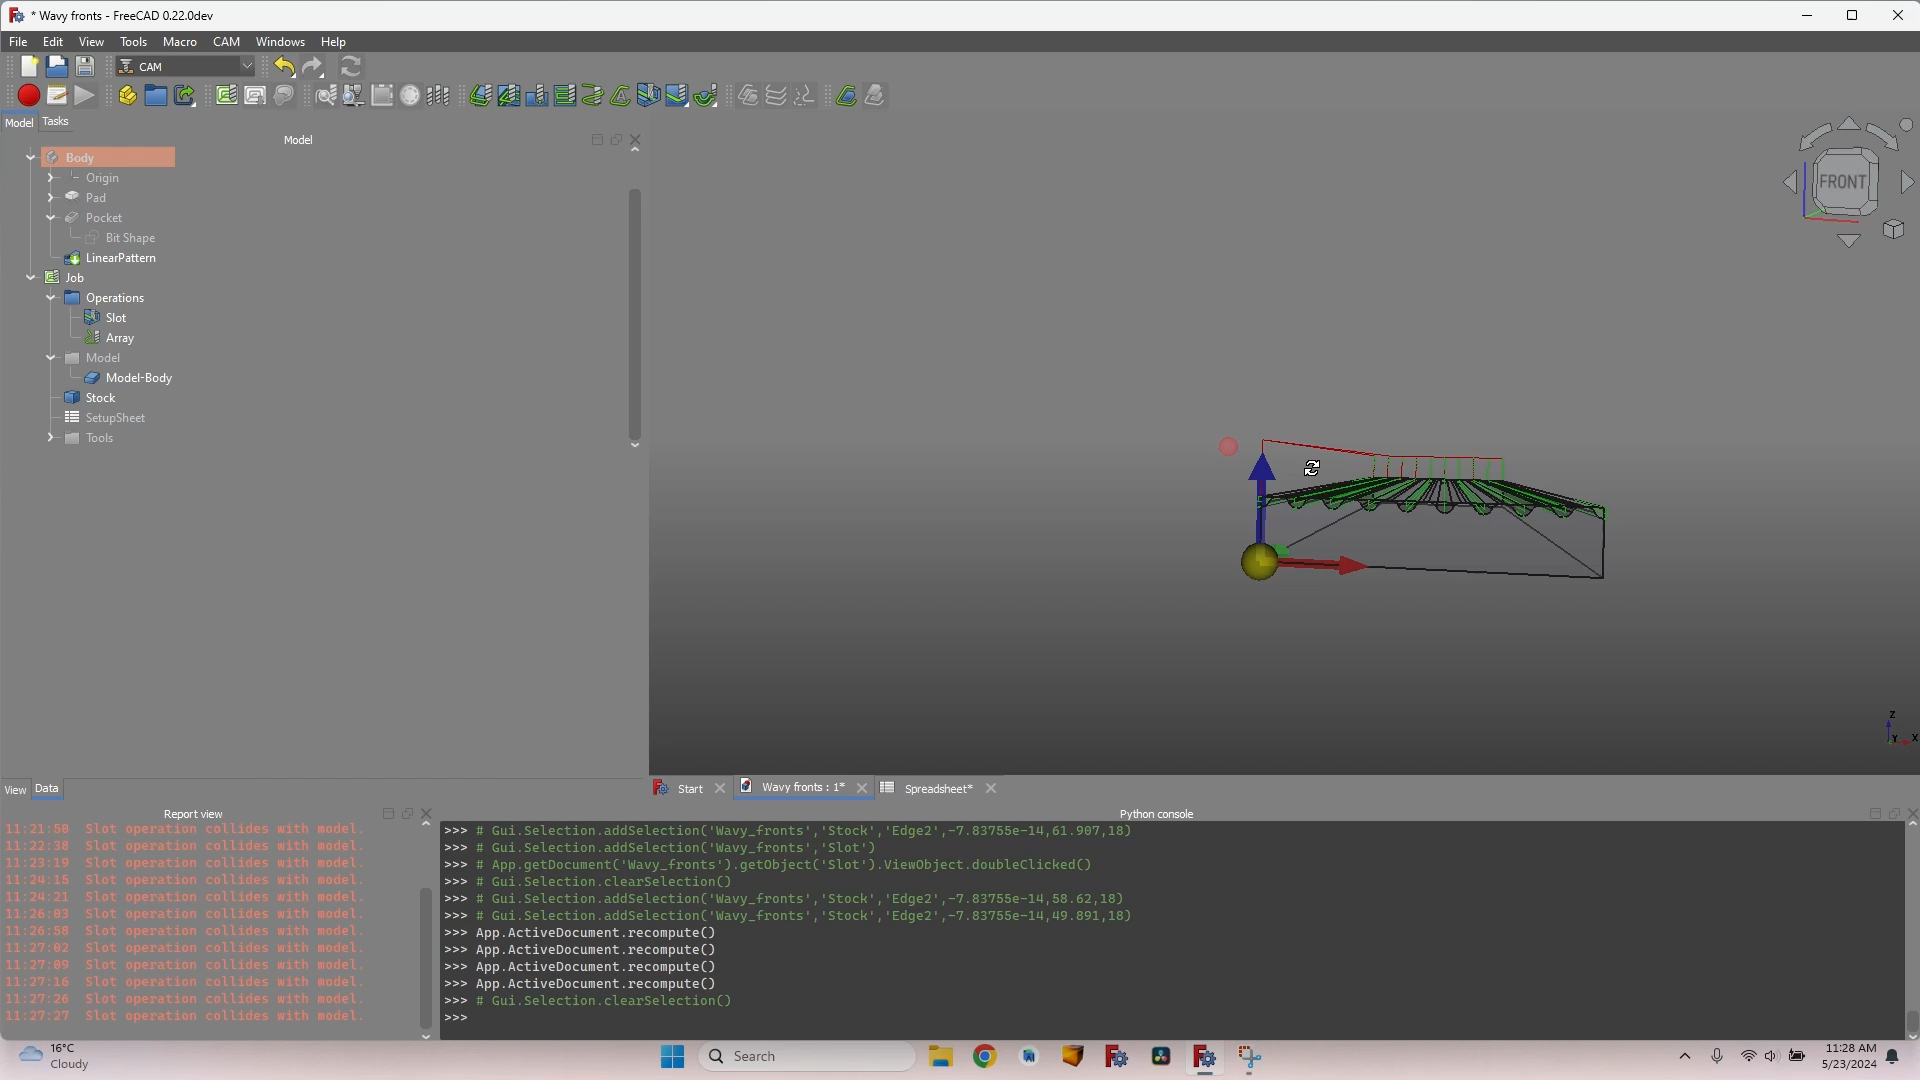 * Wavy fronts - FreeCAD 0.22.0dev
File Edit View Tools Macro CAM Windows Help
CAM
Model Tasks
Model
Body
Origin
Pad
Pocket
Bit Shape
LinearPattern
Job
Operations
Slot
Array
Model
Model-Body
Stock
SetupSheet
Tools
FRONT
Z
Y X
View Data
Start Wavy fronts : 1* Spreadsheet*
Report view
11:21:50 Slot operation collides with model.
11:22:38 Slot operation collides with model.
11:23:19 Slot operation collides with model.
11:24:15 Slot operation collides with model.
11:24:21 Slot operation collides with model.
11:26:03 Slot operation collides with model.
11:26:58 Slot operation collides with model.
11:27:02 Slot operation collides with model.
11:27:09 Slot operation collides with model.
11:27:16 Slot operation collides with model.
11:27:26 Slot operation collides with model.
11:27:27 Slot operation collides with model.
Python console
>>> # Gui.Selection.addSelection('Wavy_fronts','Stock','Edge2',-7.83755e-14,61.907,18)
>>> # Gui.Selection.addSelection('Wavy_fronts','Slot')
>>> # App.getDocument('Wavy_fronts').getObject('Slot').ViewObject.doubleClicked()
>>> # Gui.Selection.clearSelection()
>>> # Gui.Selection.addSelection('Wavy_fronts','Stock','Edge2',-7.83755e-14,58.62,18)
>>> # Gui.Selection.addSelection('Wavy_fronts','Stock','Edge2',-7.83755e-14,49.891,18)
>>> App.ActiveDocument.recompute()
>>> App.ActiveDocument.recompute()
>>> App.ActiveDocument.recompute()
>>> App.ActiveDocument.recompute()
>>> # Gui.Selection.clearSelection()
>>>
16°C
Cloudy
Search
11:28 AM
5/23/2024